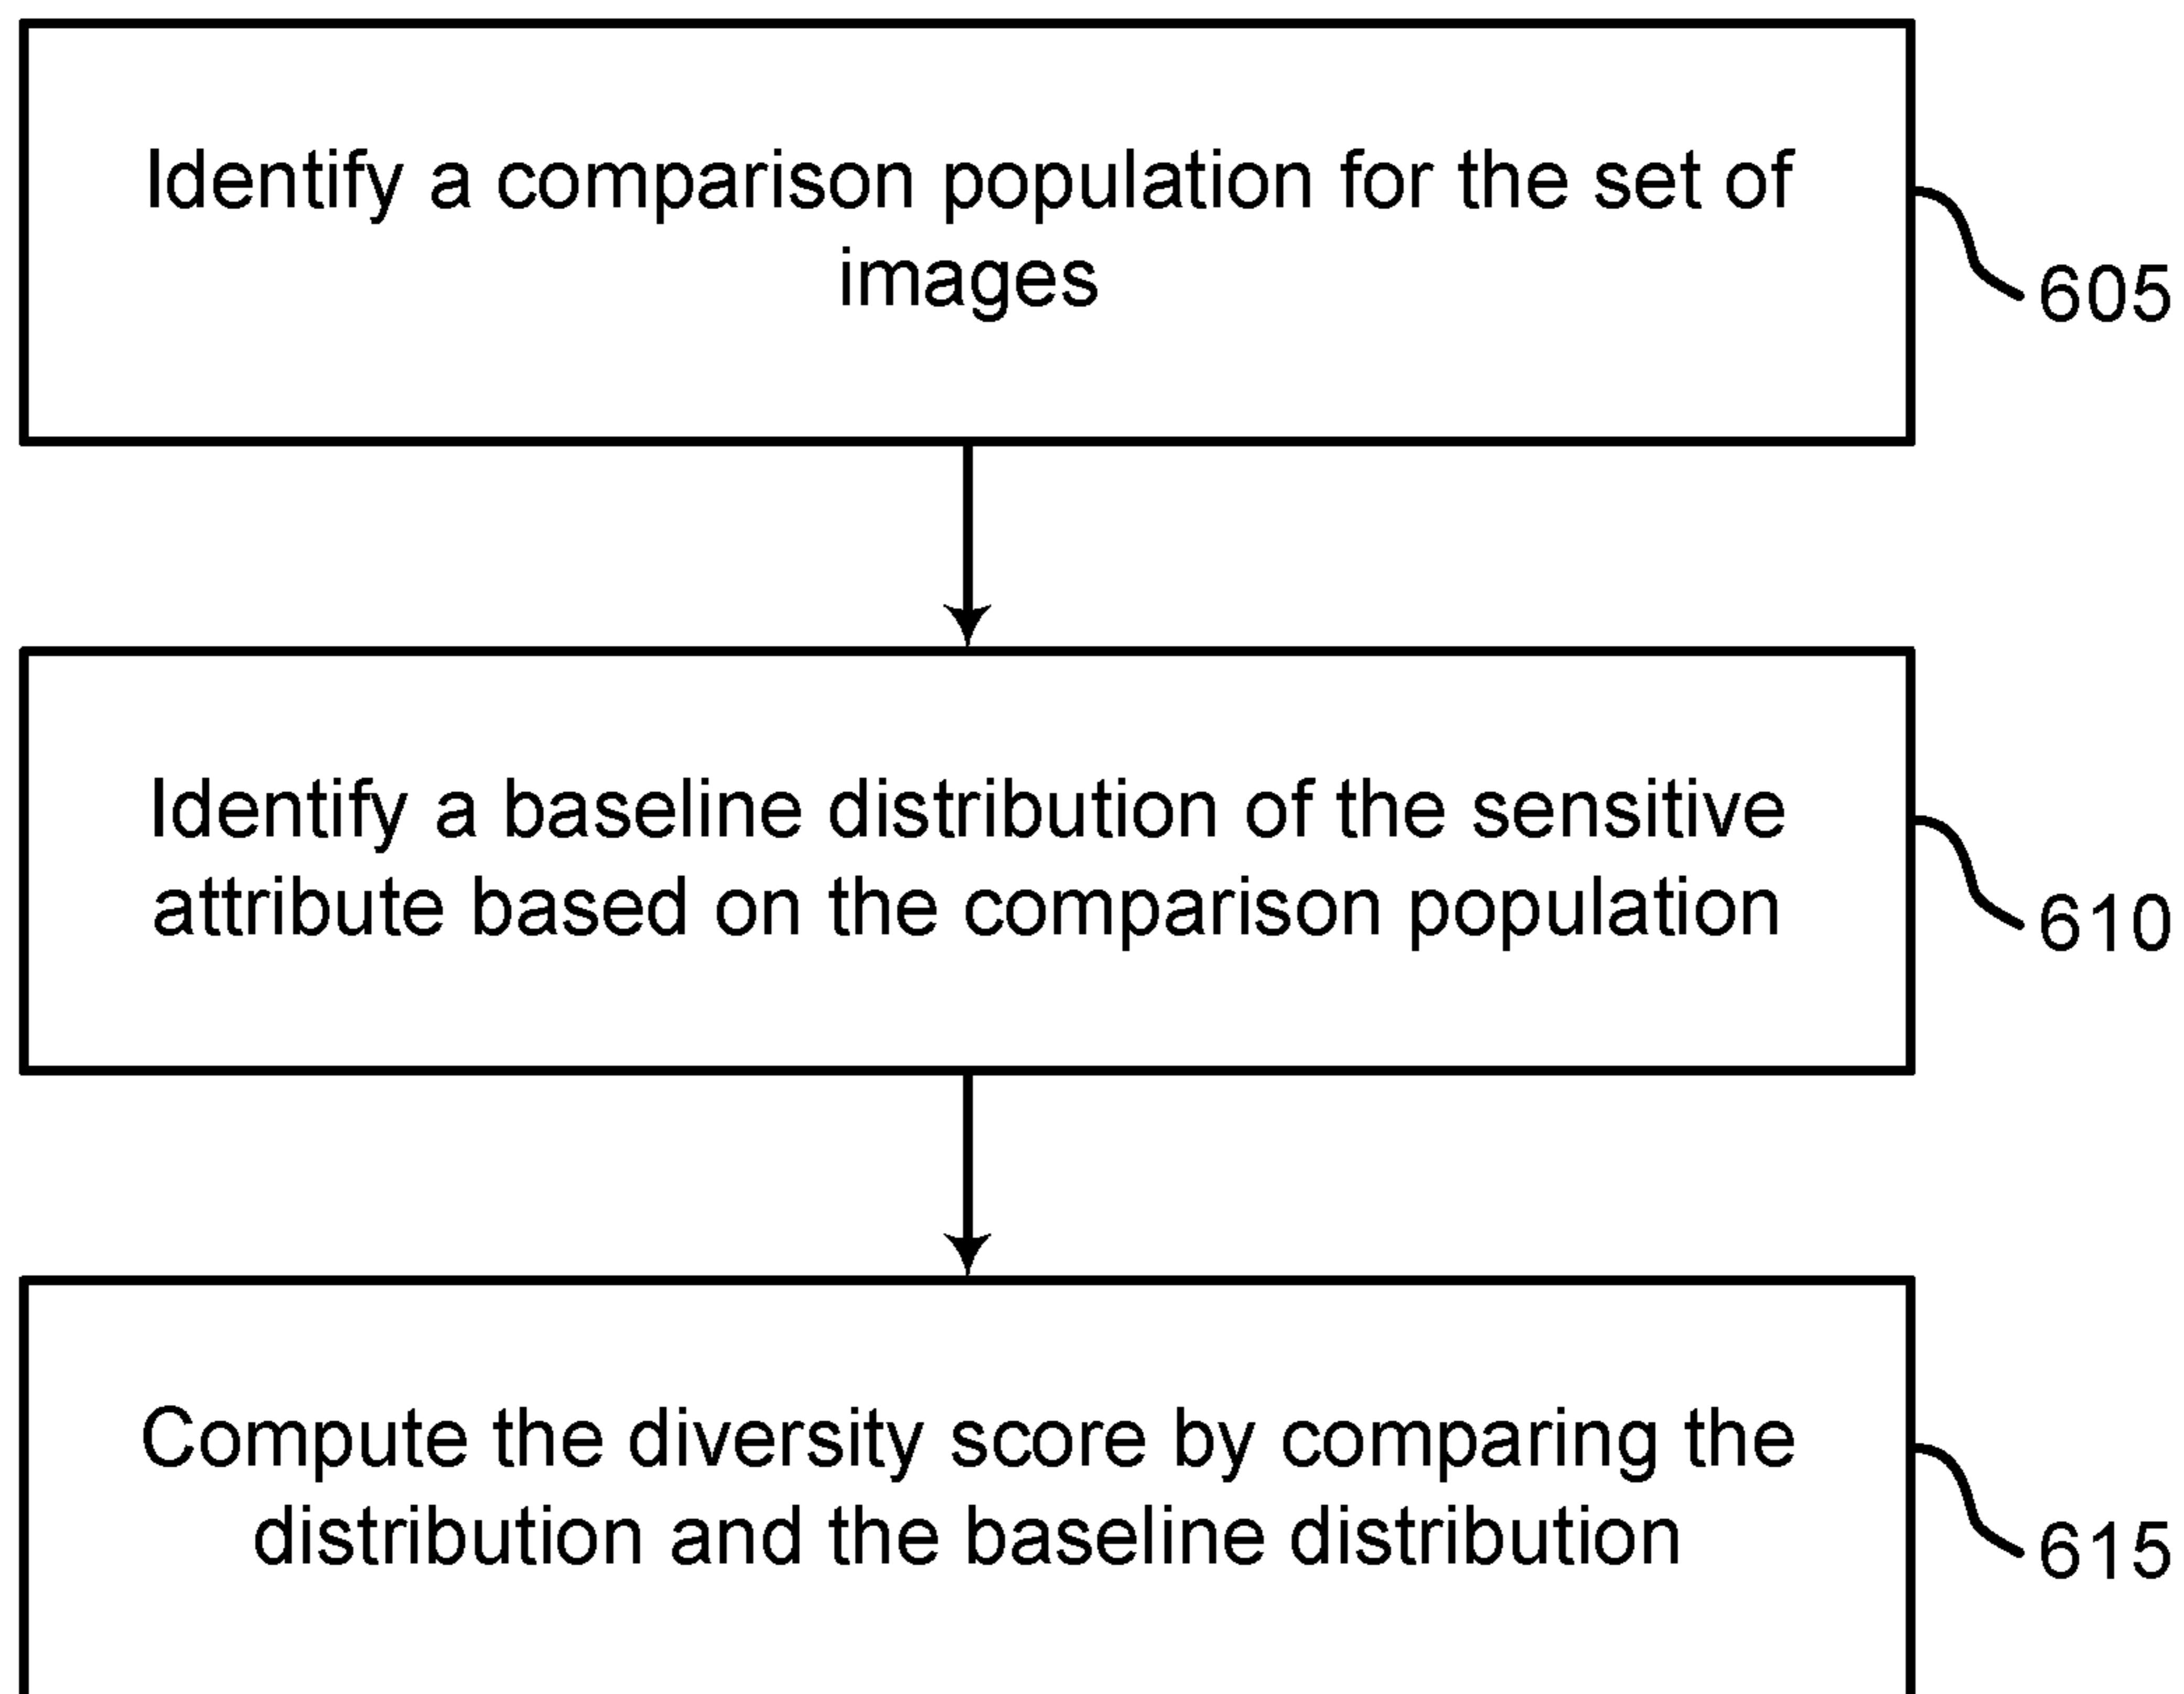 Identify a comparison population for the set of
images
605
Identify a baseline distribution of the sensitive
attribute based on the comparison population
610
Compute the diversity score by comparing the
distribution and the baseline distribution
615